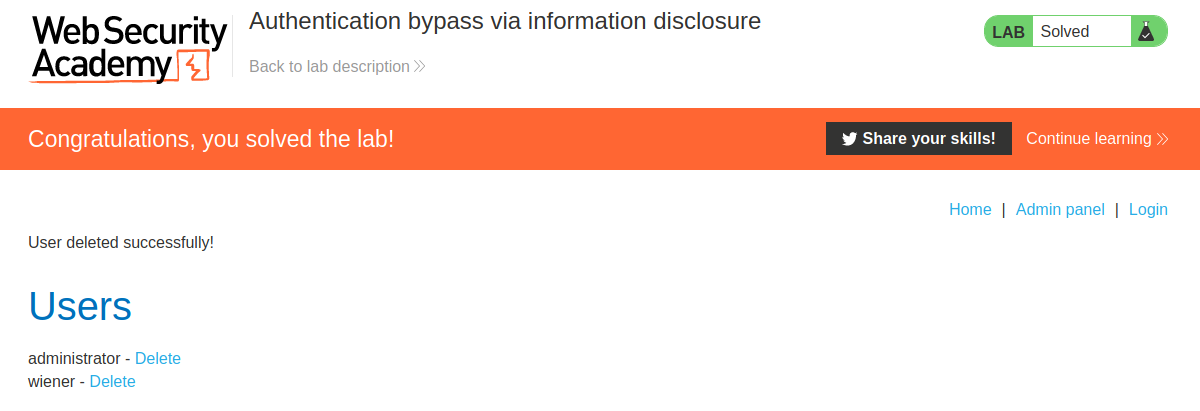 Web Security
Academy
Authentication bypass via information disclosure
Back to lab description
LAB Solved
Congratulations, you solved the lab!
Share your skills! Continue learning
Home | Admin panel | Login
User deleted successfully!
Users
administrator - Delete
wiener - Delete